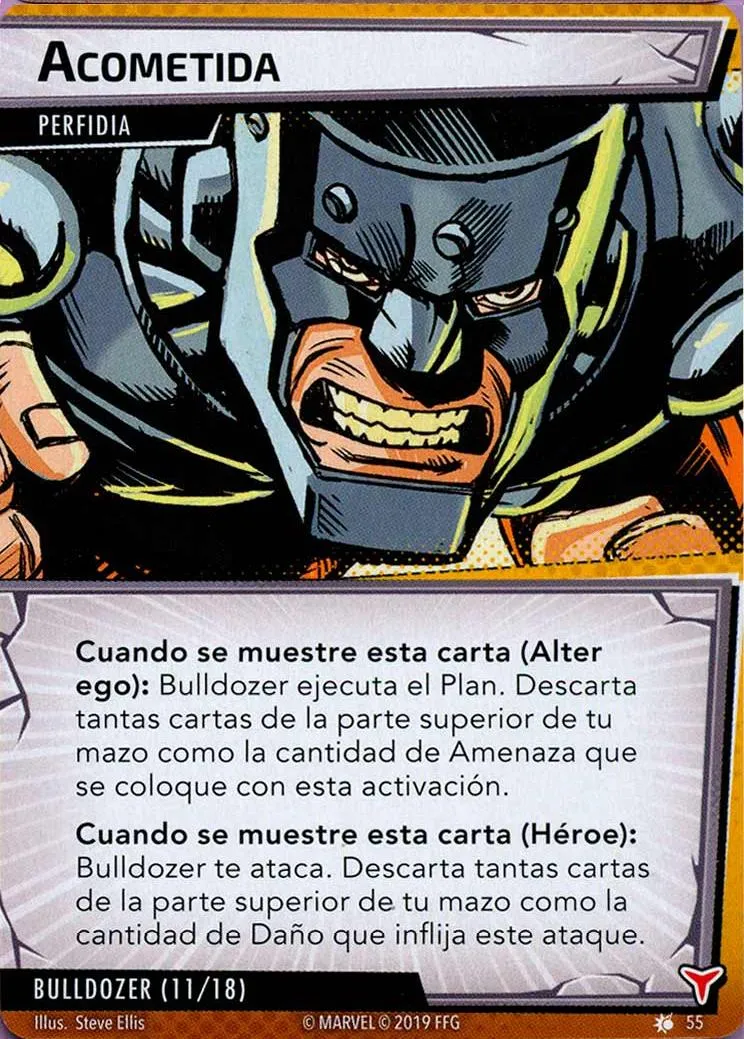 ACOMETIDA
PERFIDIA
Cuando se muestre esta carta (Alter
ego): Bulldozer ejecuta el Plan. Descarta
tantas cartas de la parte superior de tu
mazo como la cantidad de Amenaza que
se coloque con esta activación.
Cuando se muestre esta carta (Héroe):
Bulldozer te ataca. Descarta tantas cartas
de la parte superior de tu mazo como la
cantidad de Daño que inflija este ataque.
BULLDOZER (11/18)
Illus. Steve Ellis
© MARVEL © 2019 FFG
55